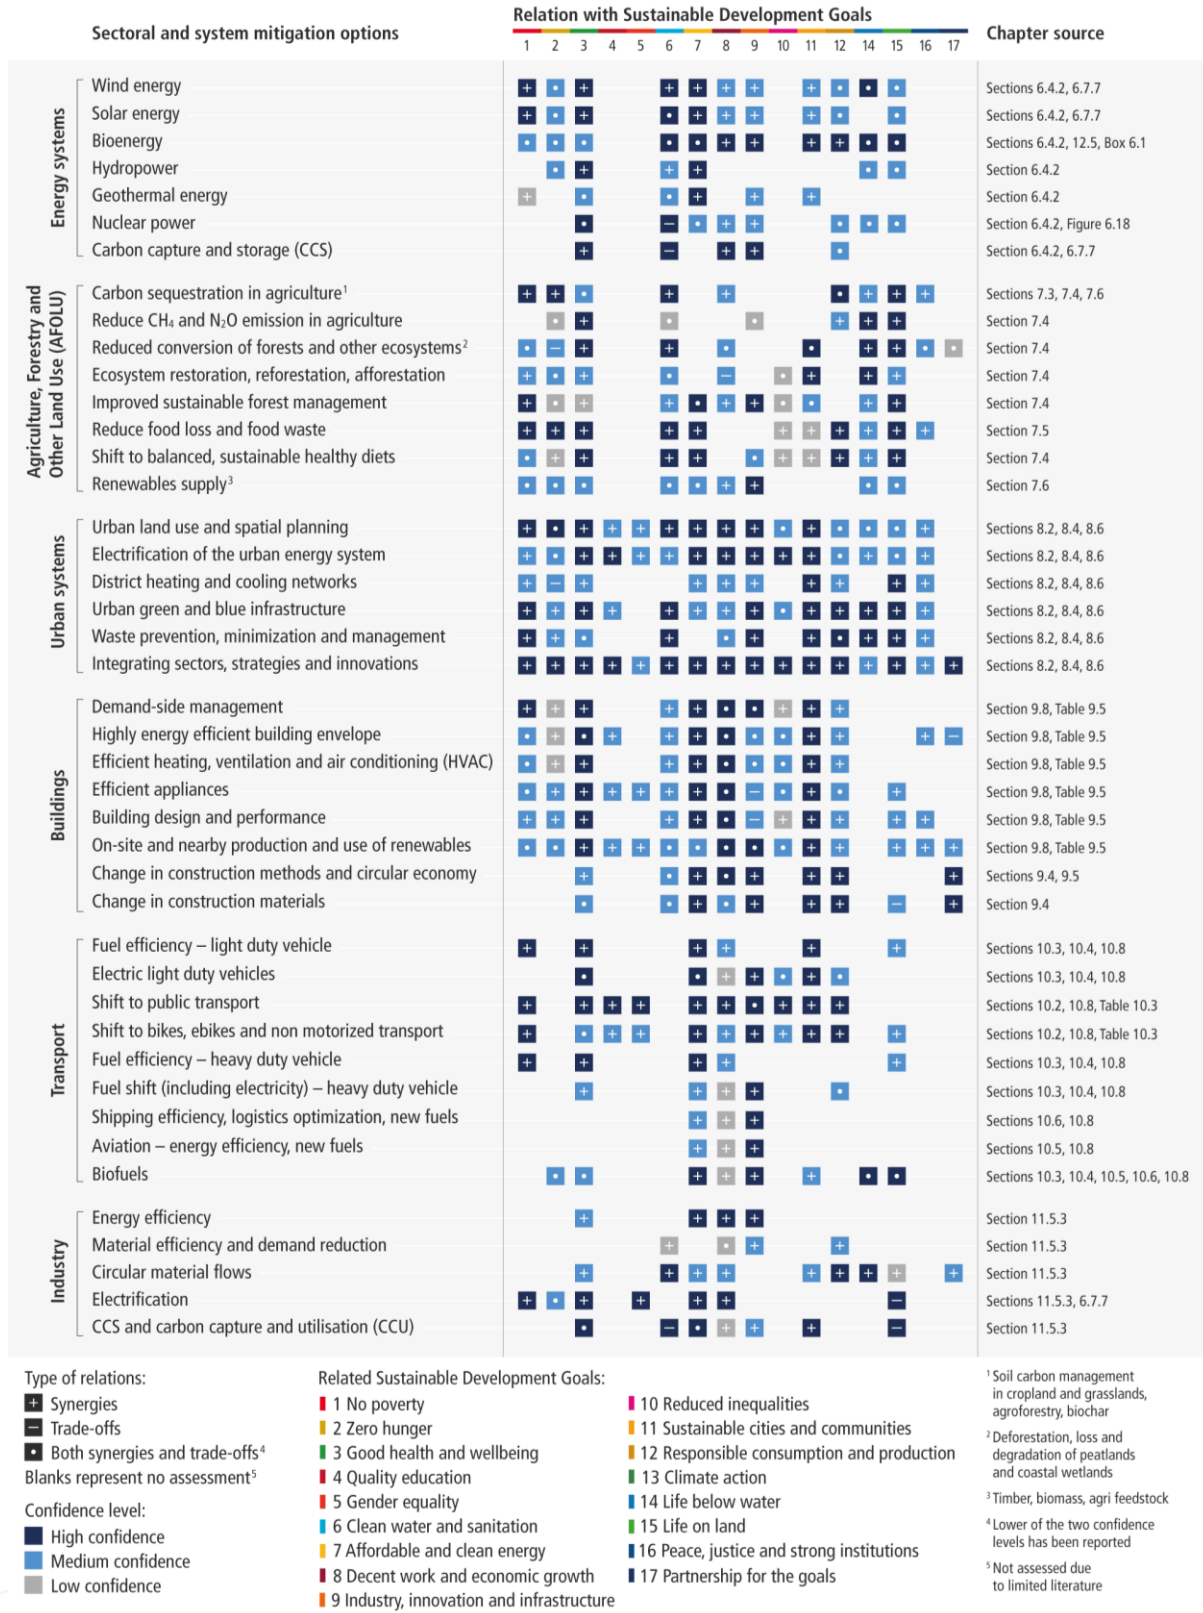 Relation with Sustainable Development Goals
Sectoral and system mitigation options
1 2 3 4 5 6 7 8 9 10 11 12 14 15 16 17
Chapter source
Energy systems
Wind energy
Sections 6.4.2, 6.7.7
Solar energy
Sections 6.4.2, 6.7.7
Bioenergy
Sections 6.4.2, 12.5, Box 6.1
Hydropower
Section 6.4.2
Geothermal energy
Section 6.4.2
Nuclear power
Section 6.4.2, Figure 6.18
Carbon capture and storage (CCS)
Section 6.4.2, 6.7.7
Agriculture, Forestry and
Other Land Use (AFOLU)
Carbon sequestration in agriculture¹
Sections 7.3, 7.4, 7.6
Reduce CH₄ and N₂O emission in agriculture
Section 7.4
Reduced conversion of forests and other ecosystems²
Section 7.4
Ecosystem restoration, reforestation, afforestation
Section 7.4
Improved sustainable forest management
Section 7.4
Reduce food loss and food waste
Section 7.5
Shift to balanced, sustainable healthy diets
Section 7.4
Renewables supply³
Section 7.6
Urban systems
Urban land use and spatial planning
Sections 8.2, 8.4, 8.6
Electrification of the urban energy system
Sections 8.2, 8.4, 8.6
District heating and cooling networks
Sections 8.2, 8.4, 8.6
Urban green and blue infrastructure
Sections 8.2, 8.4, 8.6
Waste prevention, minimization and management
Sections 8.2, 8.4, 8.6
Integrating sectors, strategies and innovations
Sections 8.2, 8.4, 8.6
Buildings
Demand-side management
Section 9.8, Table 9.5
Highly energy efficient building envelope
Section 9.8, Table 9.5
Efficient heating, ventilation and air conditioning (HVAC)
Section 9.8, Table 9.5
Efficient appliances
Section 9.8, Table 9.5
Building design and performance
Section 9.8, Table 9.5
On-site and nearby production and use of renewables
Section 9.8, Table 9.5
Change in construction methods and circular economy
Sections 9.4, 9.5
Change in construction materials
Section 9.4
Transport
Fuel efficiency – light duty vehicle
Sections 10.3, 10.4, 10.8
Electric light duty vehicles
Sections 10.3, 10.4, 10.8
Shift to public transport
Sections 10.2, 10.8, Table 10.3
Shift to bikes, ebikes and non motorized transport
Sections 10.2, 10.8, Table 10.3
Fuel efficiency – heavy duty vehicle
Sections 10.3, 10.4, 10.8
Fuel shift (including electricity) – heavy duty vehicle
Sections 10.3, 10.4, 10.8
Shipping efficiency, logistics optimization, new fuels
Sections 10.6, 10.8
Aviation – energy efficiency, new fuels
Sections 10.5, 10.8
Biofuels
Sections 10.3, 10.4, 10.5, 10.6, 10.8
Industry
Energy efficiency
Section 11.5.3
Material efficiency and demand reduction
Section 11.5.3
Circular material flows
Section 11.5.3
Electrification
Sections 11.5.3, 6.7.7
CCS and carbon capture and utilisation (CCU)
Section 11.5.3
Type of relations:
Synergies
Trade-offs
Both synergies and trade-offs⁴
Blanks represent no assessment⁵
Confidence level:
High confidence
Medium confidence
Low confidence
Related Sustainable Development Goals:
1 No poverty
2 Zero hunger
3 Good health and wellbeing
4 Quality education
5 Gender equality
6 Clean water and sanitation
7 Affordable and clean energy
8 Decent work and economic growth
9 Industry, innovation and infrastructure
10 Reduced inequalities
11 Sustainable cities and communities
12 Responsible consumption and production
13 Climate action
14 Life below water
15 Life on land
16 Peace, justice and strong institutions
17 Partnership for the goals
¹ Soil carbon management
in cropland and grasslands,
agroforestry, biochar
² Deforestation, loss and
degradation of peatlands
and coastal wetlands
³ Timber, biomass, agri feedstock
⁴ Lower of the two confidence
levels has been reported
⁵ Not assessed due
to limited literature